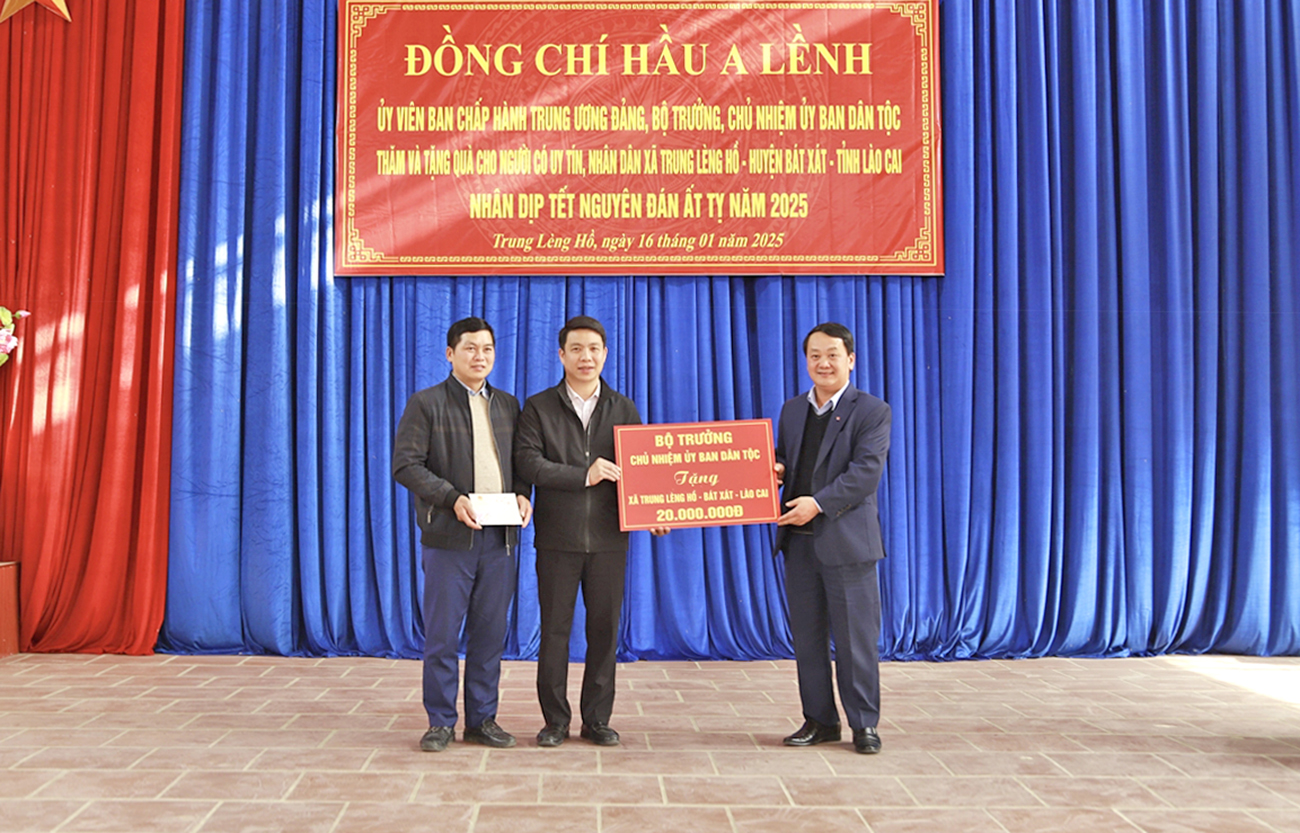 ĐỒNG CHÍ HẦU A LỀNH
ỦY VIÊN BAN CHẤP HÀNH TRUNG ƯƠNG ĐẢNG, BỘ TRƯỞNG, CHỦ NHIỆM ỦY BAN DÂN TỘC
THĂM VÀ TẶNG QUÀ CHO NGƯỜI CÓ UY TÍN, NHÂN DÂN XÃ TRUNG LÈNG HỒ - HUYỆN BÁT XÁT - TỈNH LÀO CAI
NHÂN DỊP TẾT NGUYÊN ĐÁN ẤT TỴ NĂM 2025
Trung Lèng Hồ, ngày 16 tháng 01 năm 2025
BỘ TRƯỞNG
CHỦ NHIỆM ỦY BAN DÂN TỘC
Tặng
XÃ TRUNG LÈNG HỒ - BÁT XÁT - LÀO CAI
20.000.000Đ